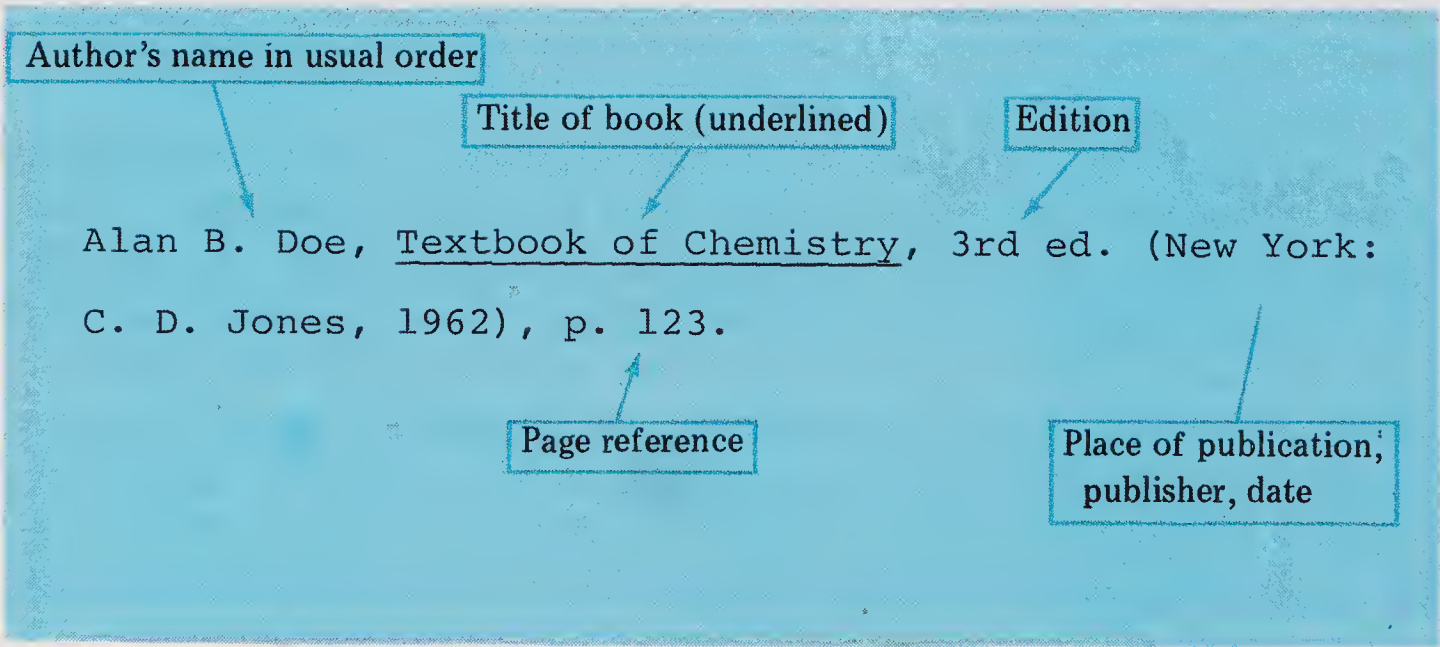 Author's name in usual order
Title of book (underlined)
Edition
Alan B. Doe, Textbook of Chemistry, 3rd ed. (New York:
C. D. Jones, 1962), p. 123.
Page reference
Place of publication,
publisher, date